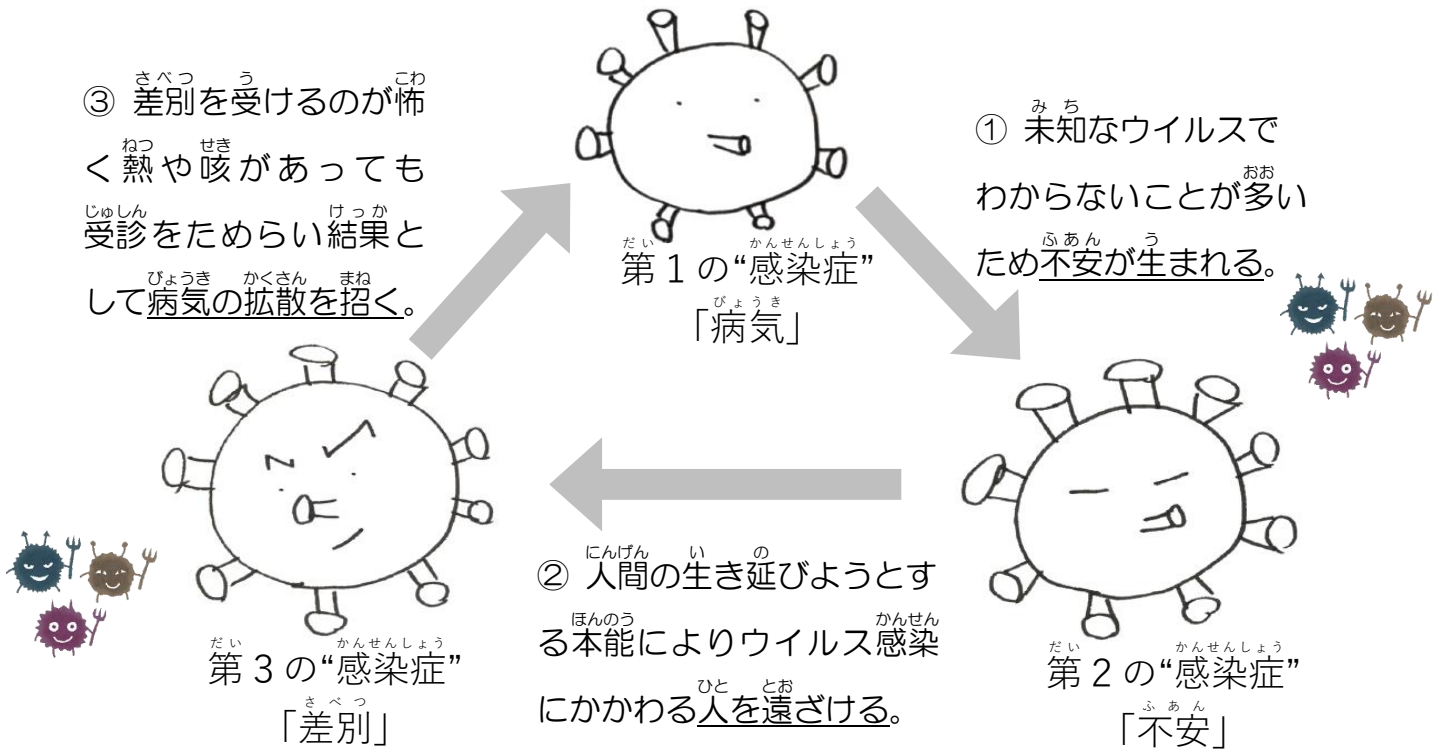 第1の“感染症”
「病気」
① 未知なウイルスで
わからないことが多い
ため不安が生まれる。
第2の“感染症”
「不安」
② 人間の生き延びようとす
る本能によりウイルス感染
にかかわる人を遠ざける。
第3の“感染症”
「差別」
③ 差別を受けるのが怖
く熱や咳があっても
受診をためらい結果と
して病気の拡散を招く。